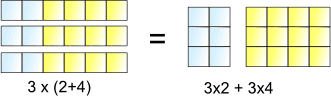 =
3 x (2+4)
3x2 + 3x4